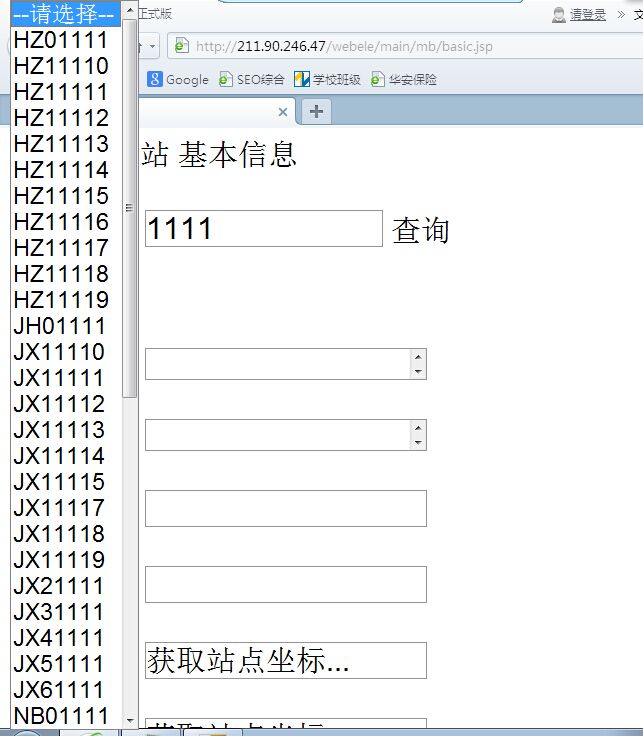 --请选择--
HZ01111
HZ11110
HZ11111
HZ11112
HZ11113
HZ11114
HZ11115
HZ11116
HZ11117
HZ11118
HZ11119
JH01111
JX11110
JX11111
JX11112
JX11113
JX11114
JX11115
JX11117
JX11118
JX11119
JX21111
JX31111
JX41111
JX51111
JX61111
NB01111
正式版
请登录 »
http://211.90.246.47/webele/main/mb/basic.jsp
Google SEO综合 学校班级 华安保险
站 基本信息
1111 查询
获取站点坐标...